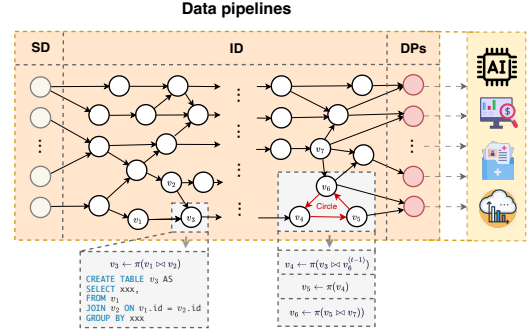 Data pipelines
SD
ID
DPs
AI
$
v₇
v₂
v₆
Circle
v₁
v₃
v₄
v₅
v₃ ← π(v₁ ⋈ v₂)
CREATE TABLE v₃ AS
SELECT xxx,
FROM v₁
JOIN v₂ ON v₁.id = v₂.id
GROUP BY xxx
v₄ ← π(v₃ ⋈ v₆⁽ᵗ⁻¹⁾)
v₅ ← π(v₄)
v₆ ← π(v₅ ⋈ v₇))